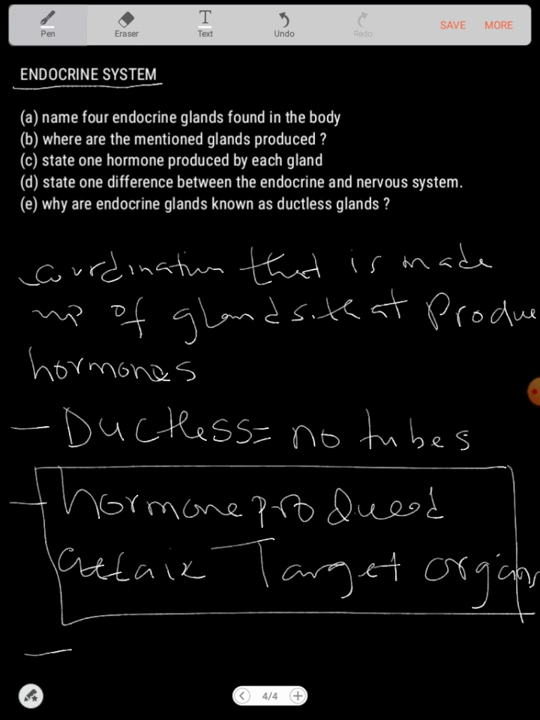 Pen Eraser Text Undo Redo SAVE MORE
ENDOCRINE SYSTEM
(a) name four endocrine glands found in the body
(b) where are the mentioned glands produced ?
(c) state one hormone produced by each gland
(d) state one difference between the endocrine and nervous system.
(e) why are endocrine glands known as ductless glands ?
coordination that is made
up of glands.that Produ
hormones
— Ductless = no tubes
— hormone produced
Target organs
—
4/4